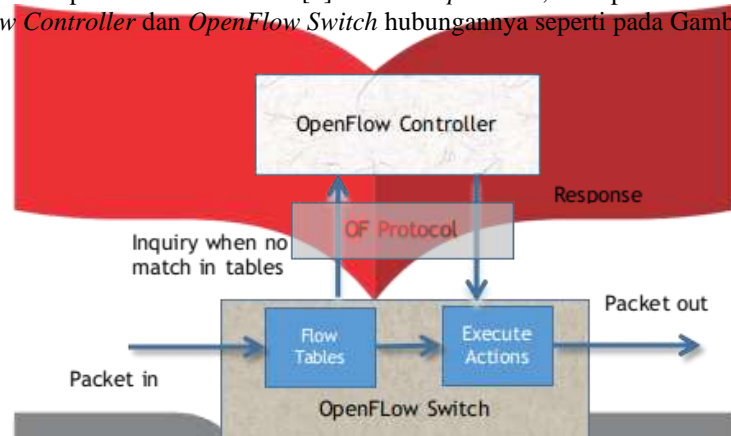 w Controller dan OpenFlow Switch hubungannya seperti pada Gamb
OpenFlow Controller
Response
OF Protocol
Inquiry when no
match in tables
Packet out
Flow
Tables
Execute
Actions
Packet in
OpenFLow Switch